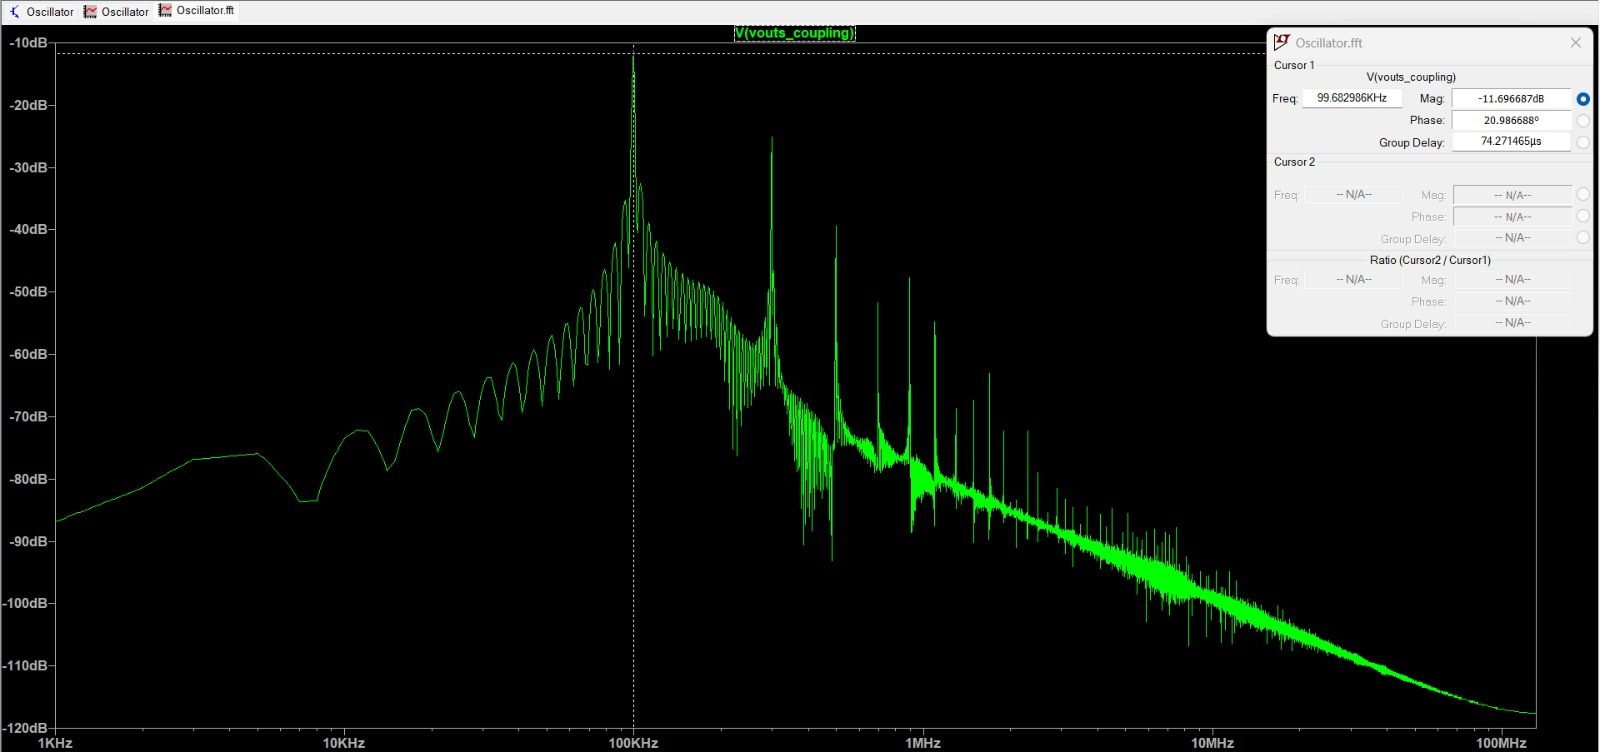 Oscillator Oscillator Oscillator.fft
V(vouts_coupling)
-10dB
-20dB
-30dB
-40dB
-50dB
-60dB
-70dB
-80dB
-90dB
-100dB
-110dB
-120dB
1KHz 10KHz 100KHz 1MHz 10MHz 100MHz
Oscillator.fft
Cursor 1
V(vouts_coupling)
Freq: 99.682986KHz Mag: -11.696687dB
Phase: 20.986688°
Group Delay: 74.271465µs
Cursor 2
Freq: -- N/A-- Mag: -- N/A--
Phase: -- N/A--
Group Delay: -- N/A--
Ratio (Cursor2 / Cursor1)
Freq: -- N/A-- Mag: -- N/A--
Phase: -- N/A--
Group Delay: -- N/A--